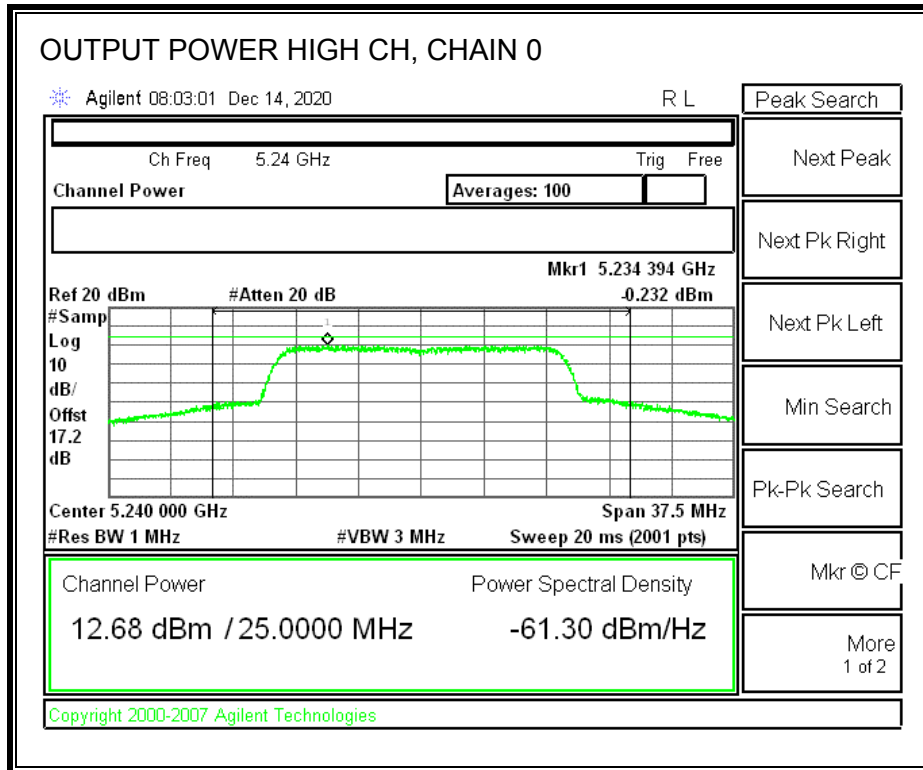 OUTPUT POWER HIGH CH, CHAIN 0
Agilent 08:03:01 Dec 14, 2020 R L
Peak Search
Ch Freq 5.24 GHz Trig Free
Channel Power Averages: 100
Mkr1 5.234 394 GHz
Ref 20 dBm #Atten 20 dB -0.232 dBm
#Samp
Log
10
dB/
Offst
17.2
dB
1
Center 5.240 000 GHz Span 37.5 MHz
#Res BW 1 MHz #VBW 3 MHz Sweep 20 ms (2001 pts)
Channel Power Power Spectral Density
12.68 dBm / 25.0000 MHz -61.30 dBm/Hz
Copyright 2000-2007 Agilent Technologies
Next Peak
Next Pk Right
Next Pk Left
Min Search
Pk-Pk Search
Mkr © CF
More
1 of 2